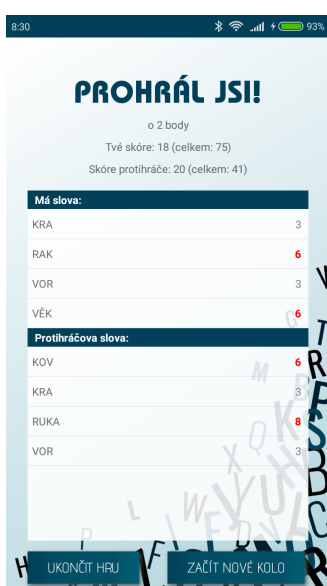 8:30 93%
PROHRÁL JSI!
o 2 body
Tvé skóre: 18 (celkem: 75)
Skóre protihráče: 20 (celkem: 41)
Má slova:
KRA 3
RAK 6
VOR 3
VĚK 6
Protihráčova slova:
KOV 6
KRA 3
RUKA 8
VOR 3
UKONČIT HRU ZAČÍT NOVÉ KOLO